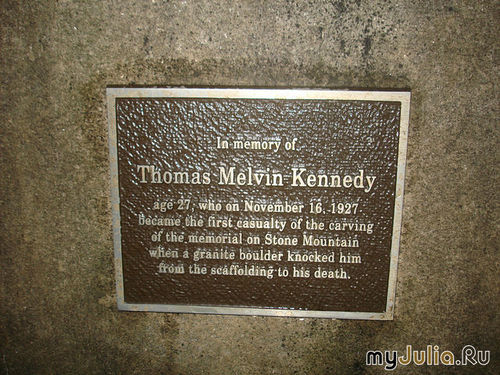 In memory of
Thomas Melvin Kennedy
age 27, who on November 16, 1927
became the first casualty of the carving
of the memorial on Stone Mountain
when a granite boulder knocked him
from the scaffolding to his death.
myJulia.Ru